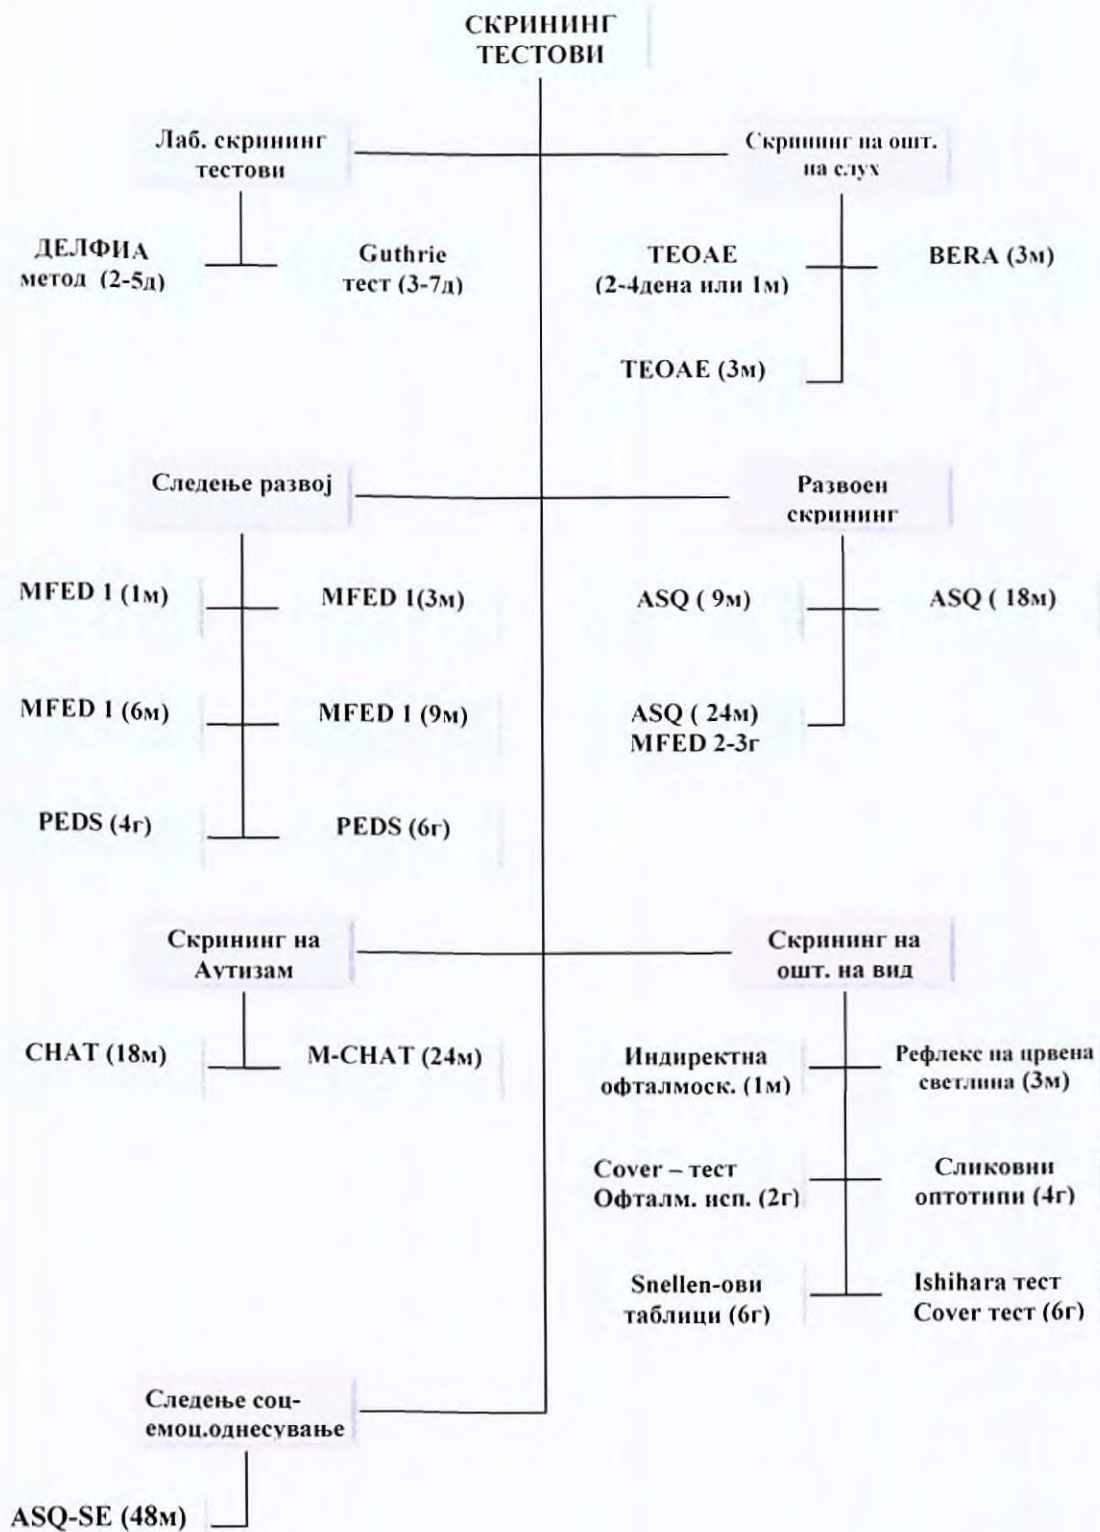 СКРИНИНГ
ТЕСТОВИ
Лаб. скрининг
тестови
Скрининг на ошт.
на слух
ДЕЛФИА
метод (2-5д)
Guthrie
тест (3-7д)
ТЕОАЕ
(2-4дена или 1м)
BERA (3м)
ТЕОАЕ (3м)
Следење развој
Развоен
скрининг
MFED 1 (1м)
MFED 1(3м)
ASQ ( 9м)
ASQ ( 18м)
MFED 1 (6м)
MFED 1 (9м)
ASQ ( 24м)
MFED 2-3г
PEDS (4г)
PEDS (6г)
Скрининг на
Аутизам
Скрининг на
ошт. на вид
CHAT (18м)
M-CHAT (24м)
Индиректна
офталмоск. (1м)
Рефлекс на црвена
светлина (3м)
Cover – тест
Офталм. исп. (2г)
Сликовни
оптотипи (4г)
Snellen-ови
таблици (6г)
Ishihara тест
Cover тест (6г)
Следење соц-
емоц.однесување
ASQ-SE (48м)